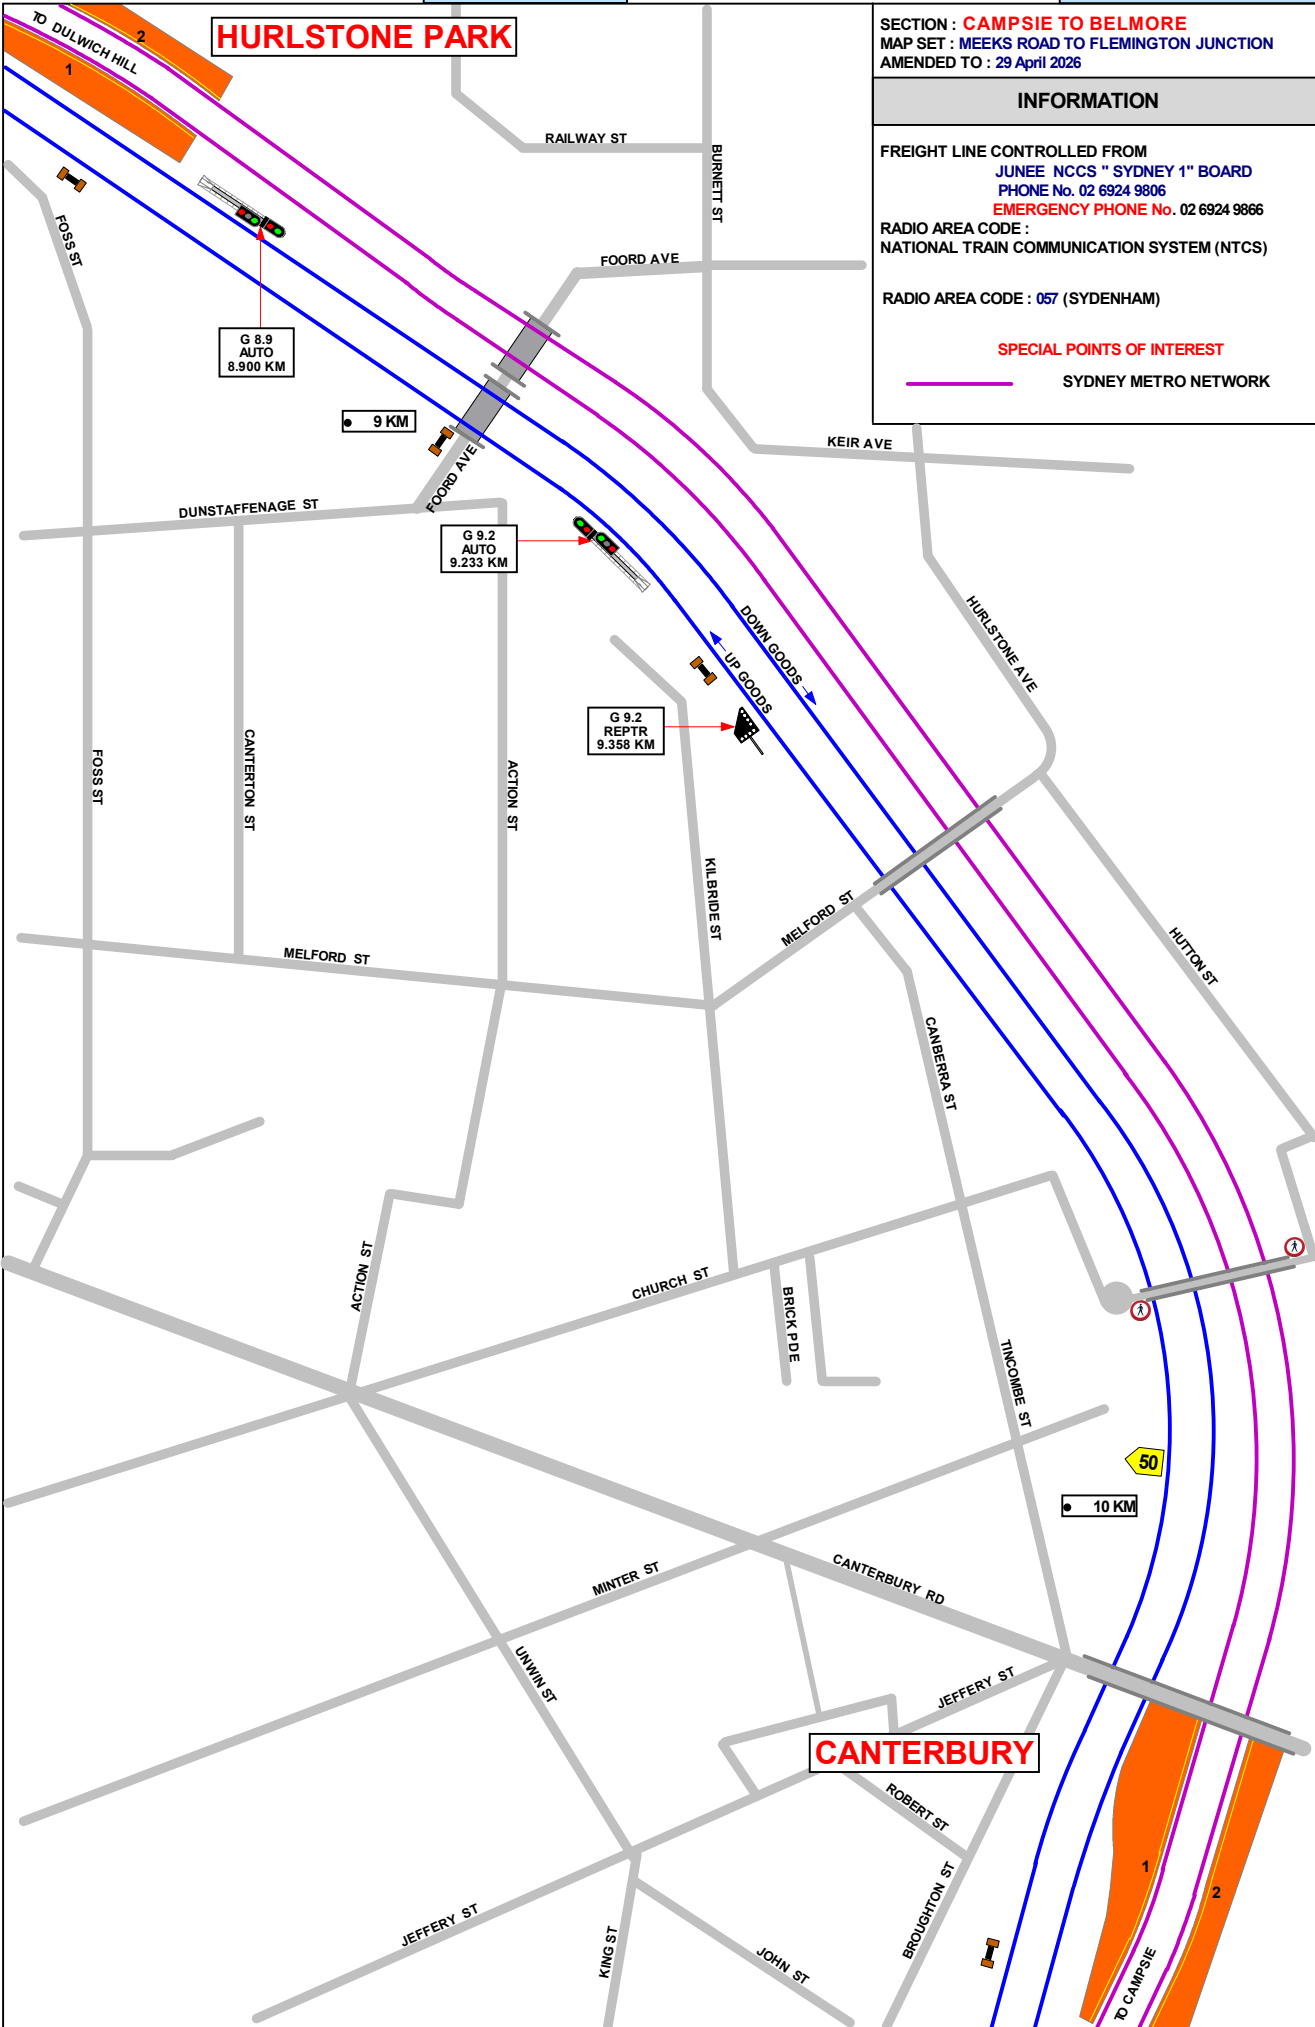 HURLSTONE PARK
SECTION : CAMPSIE TO BELMORE
MAP SET : MEEKS ROAD TO FLEMINGTON JUNCTION
AMENDED TO : 29 April 2026
INFORMATION
FREIGHT LINE CONTROLLED FROM
JUNEE NCCS " SYDNEY 1" BOARD
PHONE No. 02 6924 9806
EMERGENCY PHONE No. 02 6924 9866
RADIO AREA CODE :
NATIONAL TRAIN COMMUNICATION SYSTEM (NTCS)
RADIO AREA CODE : 057 (SYDENHAM)
SPECIAL POINTS OF INTEREST
SYDNEY METRO NETWORK
TO DULWICH HILL
2
1
RAILWAY ST
BURNETT ST
FOSS ST
FOORD AVE
G 8.9
AUTO
8.900 KM
9 KM
KEIR AVE
FOORD AVE
DUNSTAFFENAGE ST
G 9.2
AUTO
9.233 KM
HURLSTONE AVE
DOWN GOODS
UP GOODS
G 9.2
REPTR
9.358 KM
FOSS ST
CANTERTON ST
ACTION ST
KILBRIDE ST
MELFORD ST
MELFORD ST
HUTTON ST
CANBERRA ST
ACTION ST
CHURCH ST
BRICK PDE
TINCOMBE ST
50
10 KM
MINTER ST
CANTERBURY RD
UNWIN ST
JEFFERY ST
CANTERBURY
ROBERT ST
1
2
JEFFERY ST
KING ST
JOHN ST
BROUGHTON ST
TO CAMPSIE